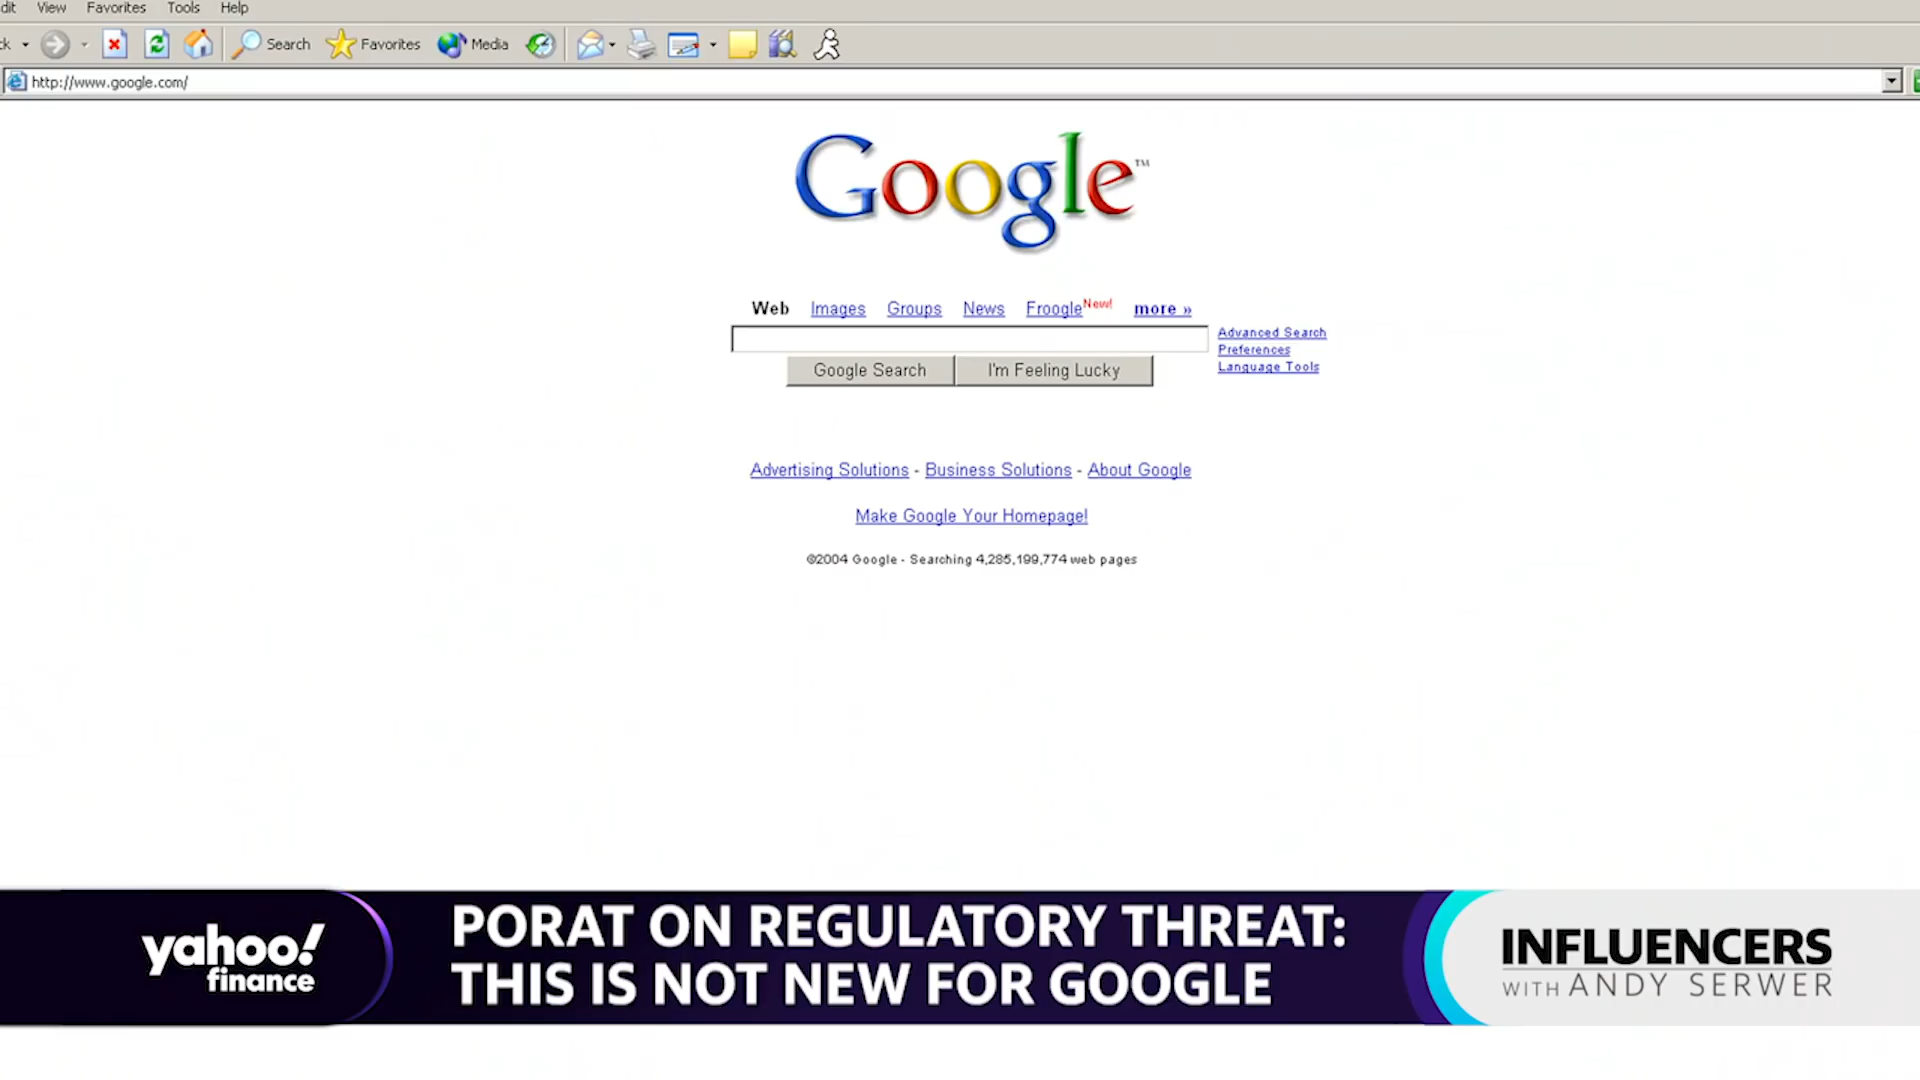 dit View Favorites Tools Help
ck Search Favorites Media
http://www.google.com/
Google™
Web Images Groups News Froogle New! more »
Advanced Search
Preferences
Language Tools
Google Search I'm Feeling Lucky
Advertising Solutions - Business Solutions - About Google
Make Google Your Homepage!
©2004 Google - Searching 4,285,199,774 web pages
yahoo!
finance
PORAT ON REGULATORY THREAT:
THIS IS NOT NEW FOR GOOGLE
INFLUENCERS
WITH ANDY SERWER